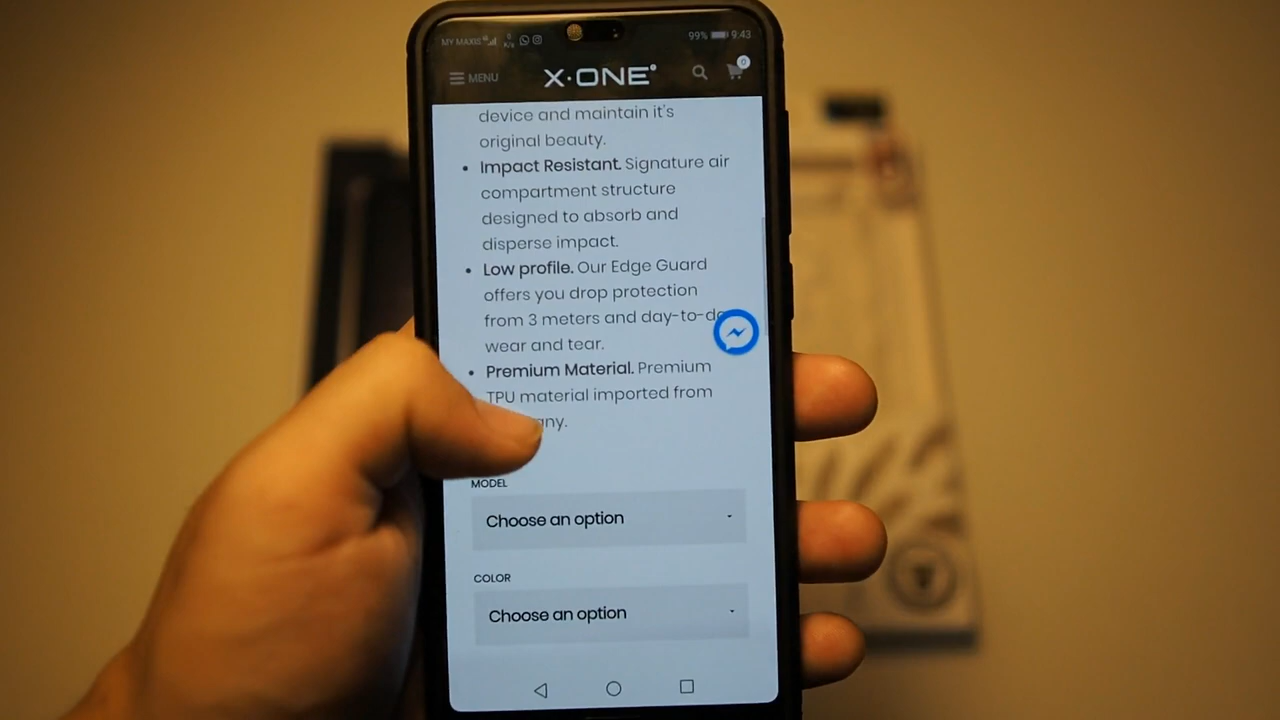 MY MAXIS 99% 9:43
MENU X·ONE° 0
device and maintain it's
original beauty.
• Impact Resistant. Signature air
compartment structure
designed to absorb and
disperse impact.
• Low profile. Our Edge Guard
offers you drop protection
from 3 meters and day-to-
wear and tear.
• Premium Material. Premium
TPU material imported from
any.
MODEL
Choose an option
COLOR
Choose an option